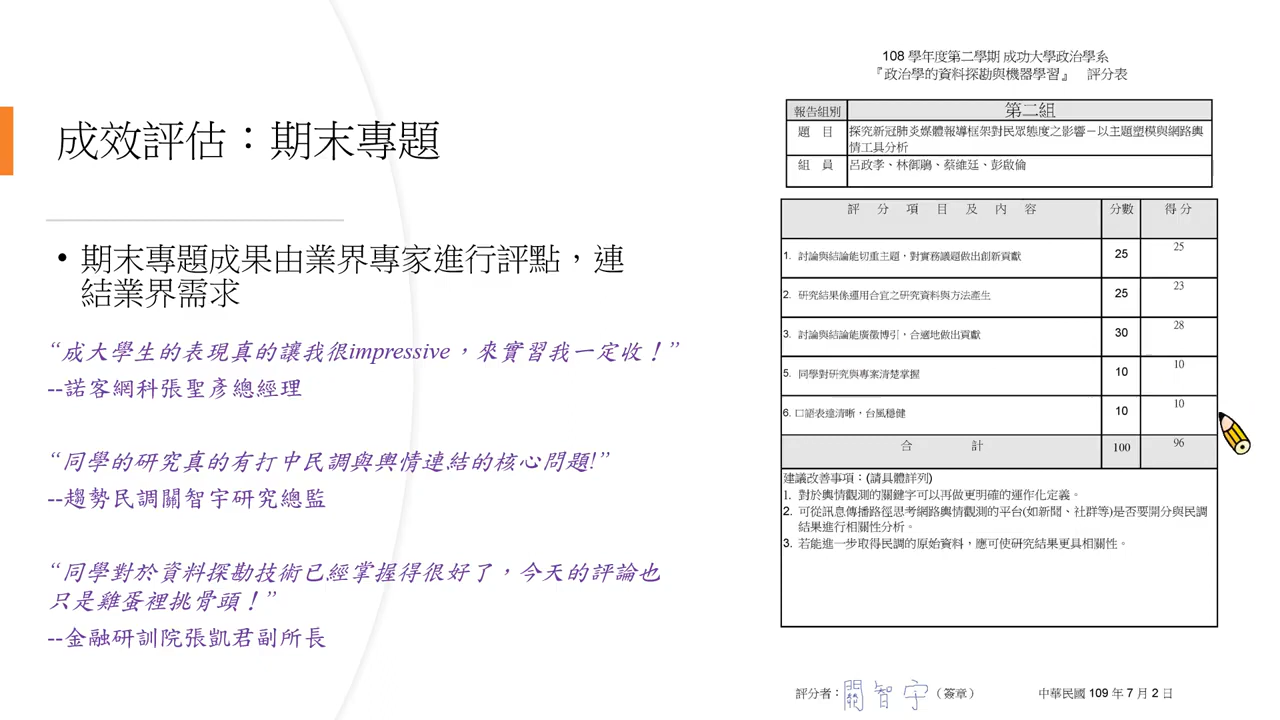 成效評估：期末專題
• 期末專題成果由業界專家進行評點，連
結業界需求
“成大學生的表現真的讓我很impressive，來實習我一定收！”
--諾客網科張聖彥總經理
“同學的研究真的有打中民調與輿情連結的核心問題!”
--趨勢民調關智宇研究總監
“同學對於資料探勘技術已經掌握得很好了，今天的評論也
只是雞蛋裡挑骨頭！”
--金融研訓院張凱君副所長
108 學年度第二學期 成功大學政治學系
『政治學的資料探勘與機器學習』 評分表
報告組別 第二組
題 目 探究新冠肺炎媒體報導框架對民眾態度之影響－以主題塑模與網路輿
情工具分析
組 員 呂政孝、林御鵑、蔡維廷、彭啟倫
評 分 項 目 及 內 容 分數 得 分
1. 討論與結論能切重主題，對實務議題做出創新貢獻 25 25
2. 研究結果係運用合宜之研究資料與方法產生 25 23
3. 討論與結論能廣徵博引，合適地做出貢獻 30 28
5. 同學對研究與專案清楚掌握 10 10
6. 口語表達清晰，台風穩健 10 10
合 計 100 96
建議改善事項：(請具體詳列)
1. 對於輿情觀測的關鍵字可以再做更明確的運作化定義。
2. 可從訊息傳播路徑思考網路輿情觀測的平台(如新聞、社群等)是否要開分與民調
結果進行相關性分析。
3. 若能進一步取得民調的原始資料，應可使研究結果更具相關性。
評分者：關智宇（簽章） 中華民國 109 年 7 月 2 日